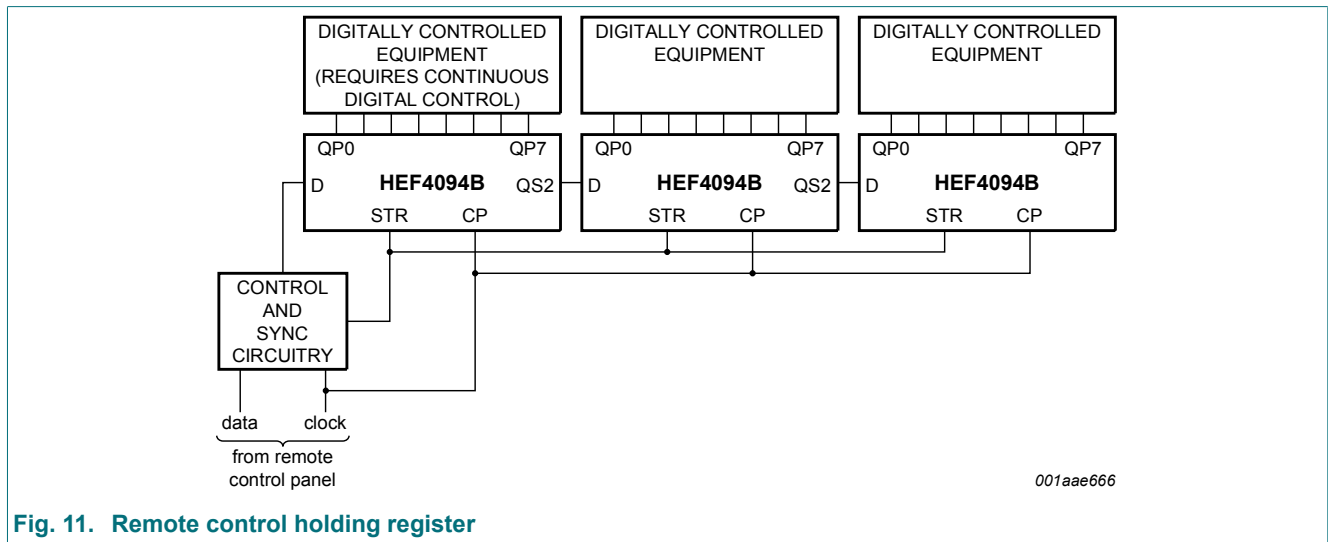 DIGITALLY CONTROLLED
EQUIPMENT
(REQUIRES CONTINUOUS
DIGITAL CONTROL)
DIGITALLY CONTROLLED
EQUIPMENT
DIGITALLY CONTROLLED
EQUIPMENT
QP0 QP7
D HEF4094B QS2
STR CP
QP0 QP7
D HEF4094B QS2
STR CP
QP0 QP7
D HEF4094B
STR CP
CONTROL
AND
SYNC
CIRCUITRY
data clock
from remote
control panel
001aae666
Fig. 11. Remote control holding register